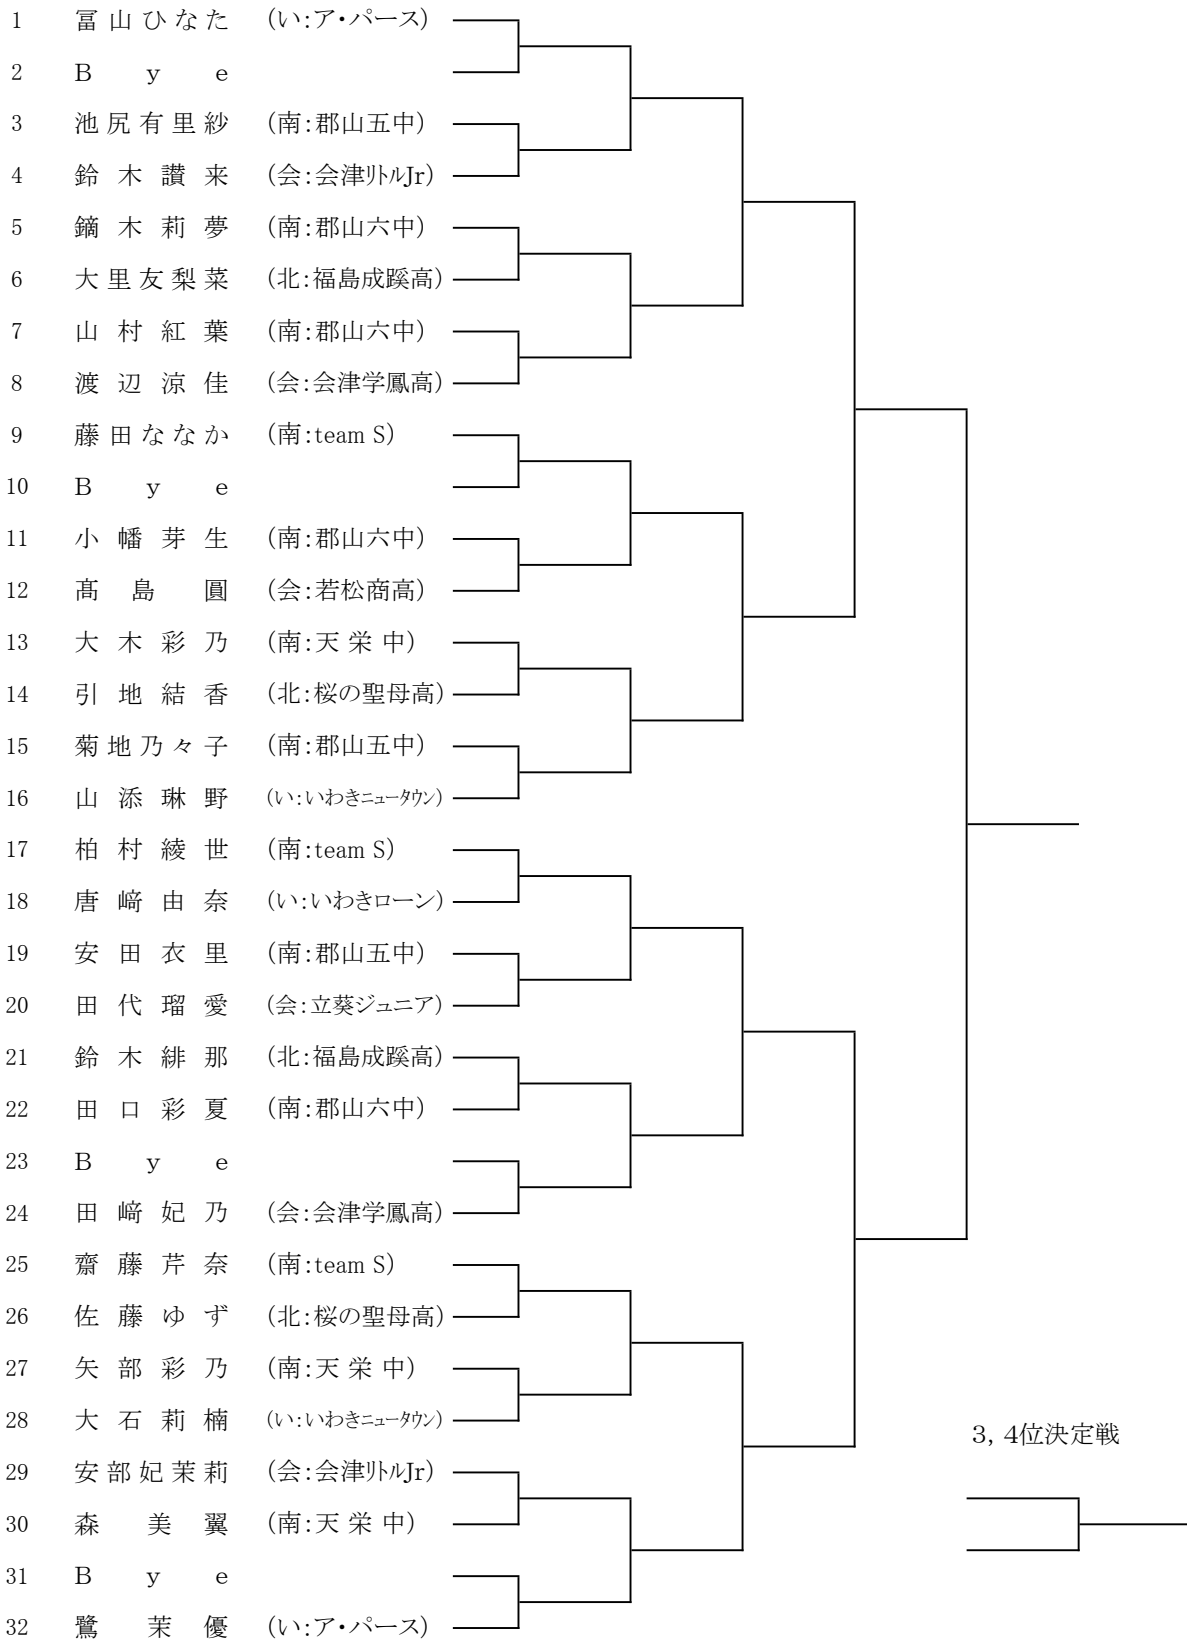 1 冨山ひなた (い:ア・パース)
2 Bye
3 池尻有里紗 (南:郡山五中)
4 鈴木讃来 (会:会津ﾘﾄﾙJr)
5 鏑木莉夢 (南:郡山六中)
6 大里友梨菜 (北:福島成蹊高)
7 山村紅葉 (南:郡山六中)
8 渡辺涼佳 (会:会津学鳳高)
9 藤田ななか (南:team S)
10 Bye
11 小幡芽生 (南:郡山六中)
12 髙島圓 (会:若松商高)
13 大木彩乃 (南:天栄中)
14 引地結香 (北:桜の聖母高)
15 菊地乃々子 (南:郡山五中)
16 山添琳野 (い:いわきニュータウン)
17 柏村綾世 (南:team S)
18 唐﨑由奈 (い:いわきローン)
19 安田衣里 (南:郡山五中)
20 田代瑠愛 (会:立葵ジュニア)
21 鈴木緋那 (北:福島成蹊高)
22 田口彩夏 (南:郡山六中)
23 Bye
24 田﨑妃乃 (会:会津学鳳高)
25 齋藤芹奈 (南:team S)
26 佐藤ゆず (北:桜の聖母高)
27 矢部彩乃 (南:天栄中)
28 大石莉楠 (い:いわきニュータウン)
3，4位決定戦
29 安部妃茉莉 (会:会津ﾘﾄﾙJr)
30 森美翼 (南:天栄中)
31 Bye
32 鷺茉優 (い:ア・パース)